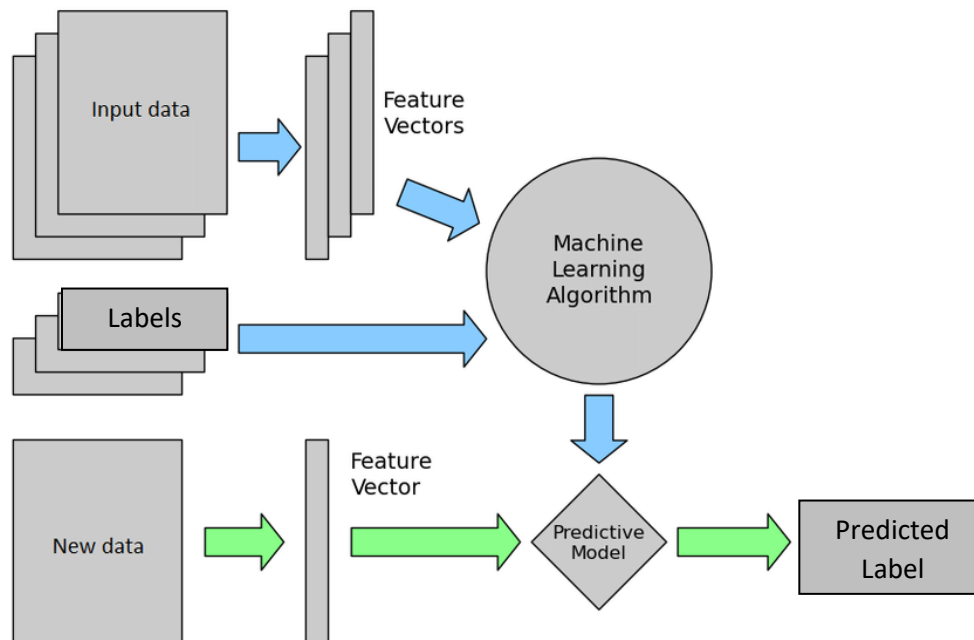 Input data
Feature
Vectors
Machine
Learning
Algorithm
Labels
Feature
Vector
New data
Predictive
Model
Predicted
Label